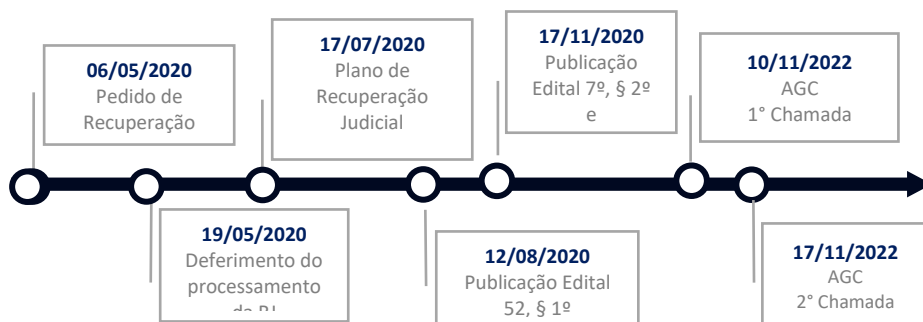 06/05/2020
Pedido de
Recuperação
17/07/2020
Plano de
Recuperação
Judicial
17/11/2020
Publicação
Edital 7º, § 2º
e
10/11/2022
AGC
1° Chamada
19/05/2020
Deferimento do
processamento
12/08/2020
Publicação Edital
52, § 1º
17/11/2022
AGC
2° Chamada